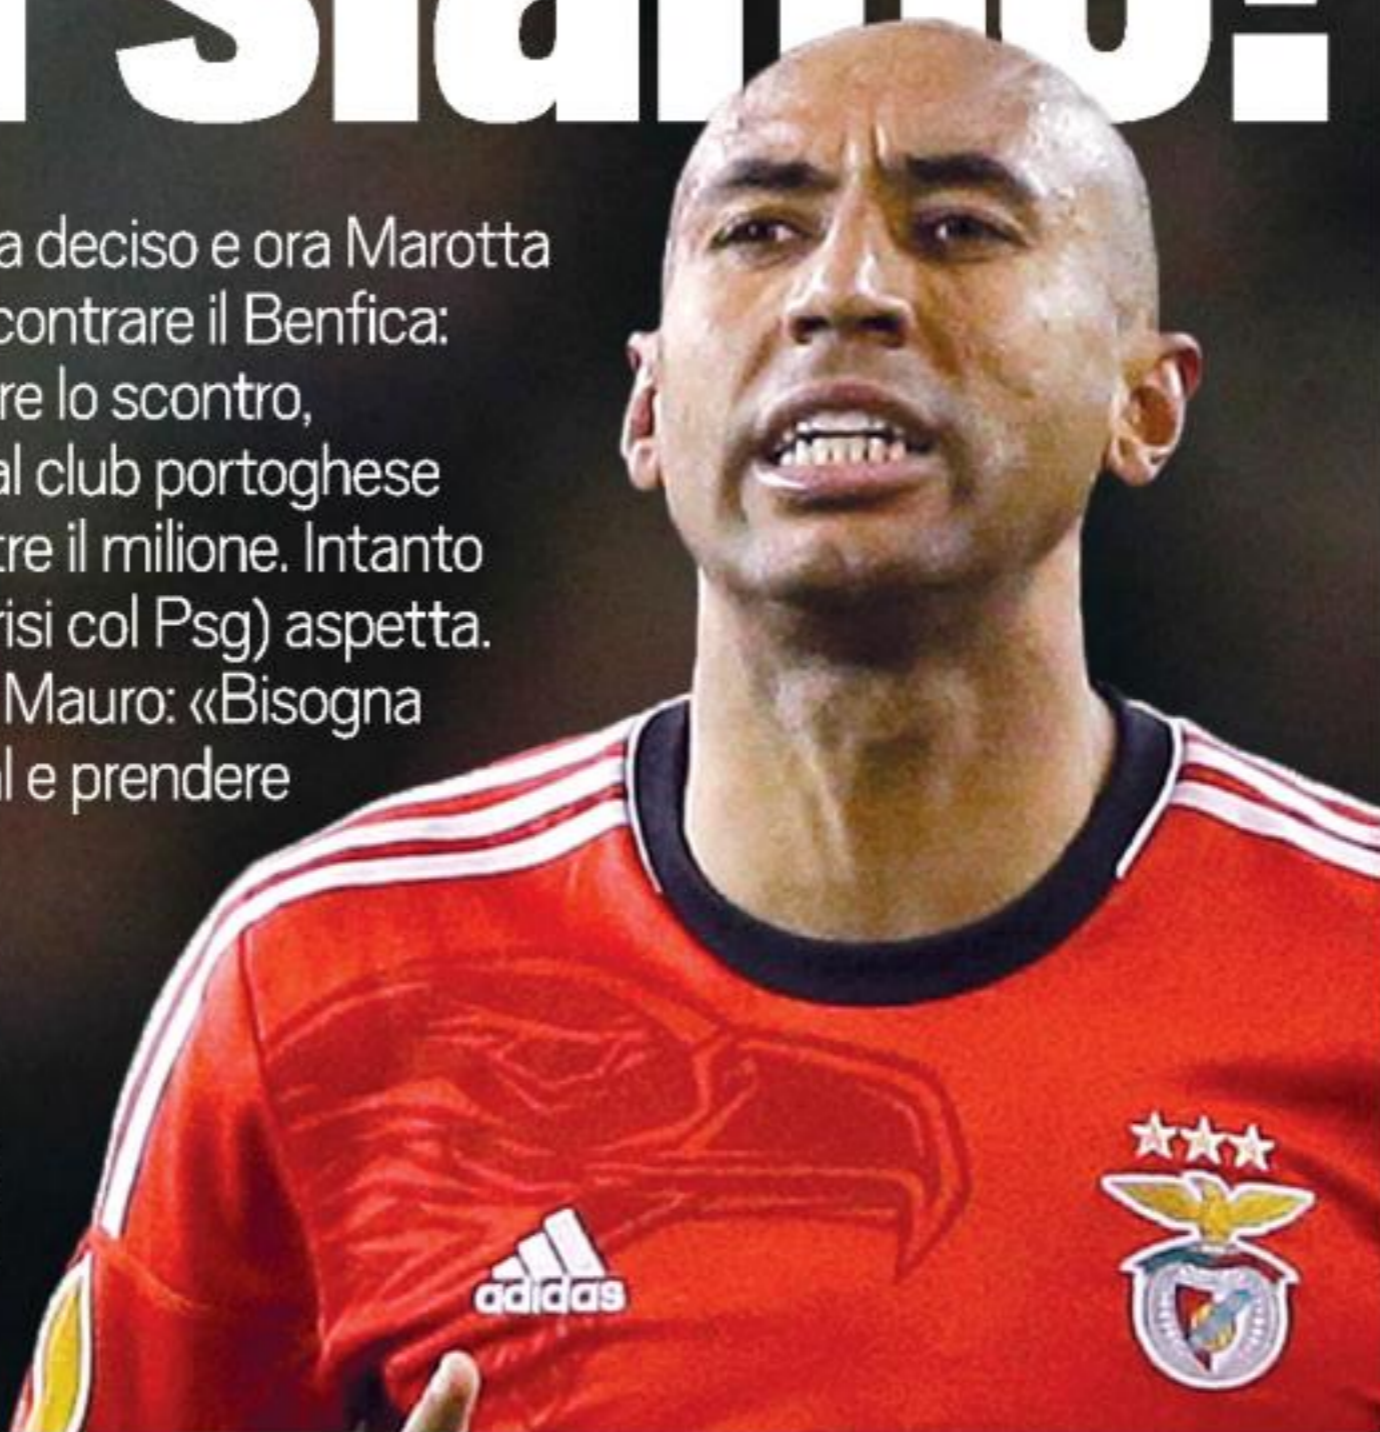 siamo!
a deciso e ora Marotta
contrare il Benfica:
re lo scontro,
al club portoghese
tre il milione. Intanto
risi col Psg) aspetta.
Mauro: «Bisogna
l e prendere
adidas